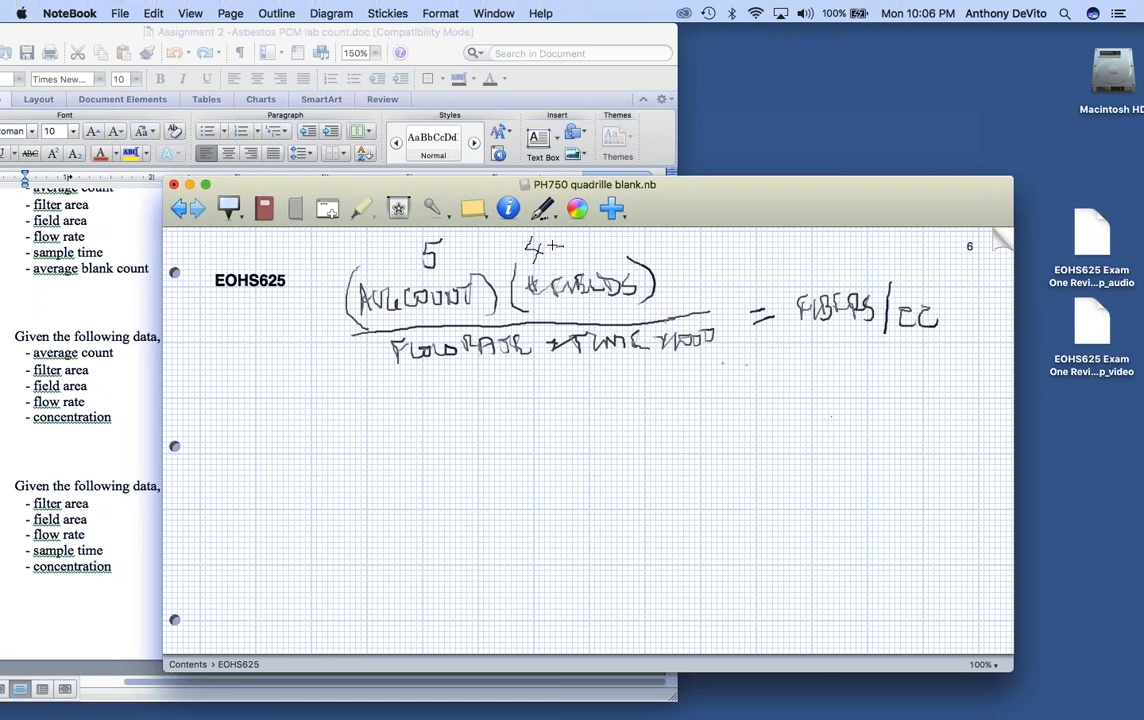 NoteBook File Edit View Page Outline Diagram Stickies Format Window Help 100% Mon 10:06 PM Anthony DeVito
Assignment 2 -Asbestos PCM lab count.doc [Compatibility Mode]
150% Search in Document
Times New... 10 B I U
Layout Document Elements Tables Charts SmartArt Review
Font Paragraph Styles Insert Themes
oman 10 AaBbCcDd Normal Text Box Themes
ABC A² A₂
- average count
- filter area
- field area
- flow rate
- sample time
- average blank count
Given the following data,
- average count
- filter area
- field area
- flow rate
- concentration
Given the following data,
- filter area
- field area
- flow rate
- sample time
- concentration
PH750 quadrille blank.nb
6
EOHS625
5 4+
(AVG COUNT) (# FIELDS)
FLOW RATE * TIME * 1000
= FIBERS/CC
Contents › EOHS625 100%
Macintosh HD
EOHS625 Exam
One Revi...p_audio
EOHS625 Exam
One Revi...p_video